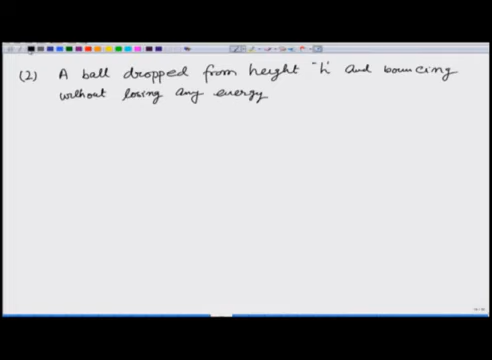 (2) A ball dropped from height "h" and bouncing
without losing any energy